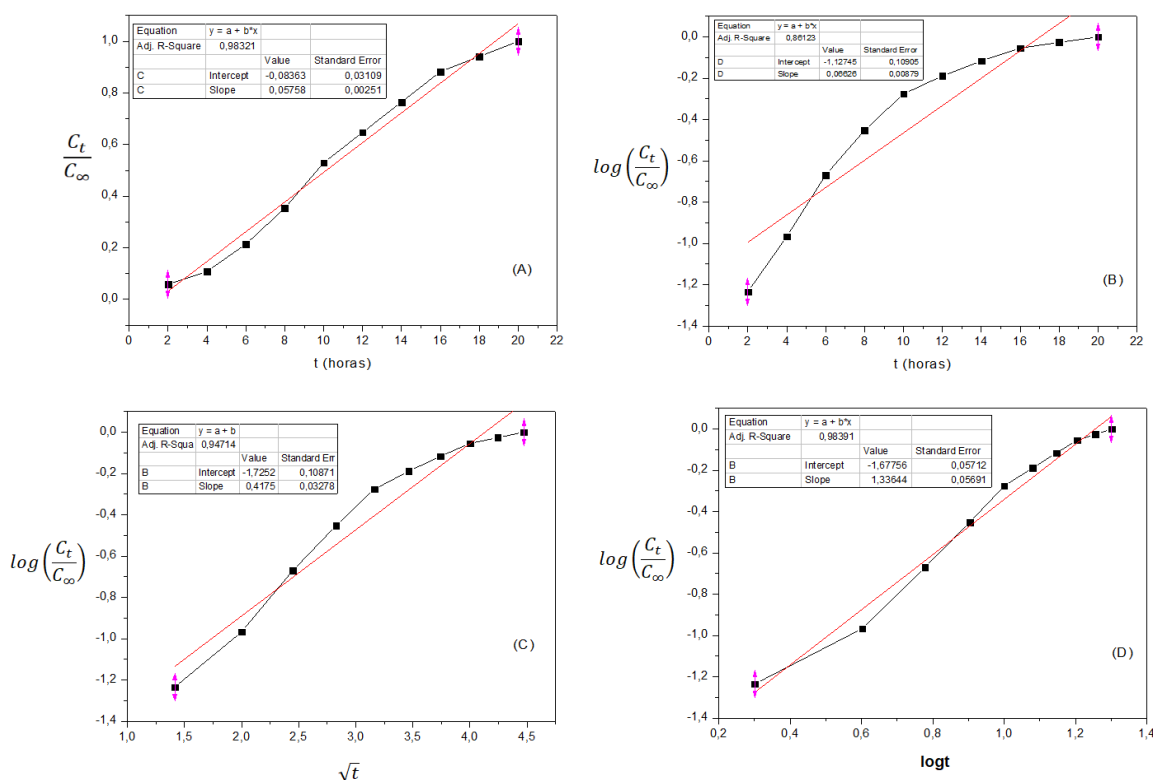 Equation y = a + b*x
Adj. R-Square 0,98321
Value Standard Error
C Intercept -0,08363 0,03109
C Slope 0,05758 0,00251
1,0
0,8
0,6
0,4
0,2
0,0
C_t
C_∞
(A)
0 2 4 6 8 10 12 14 16 18 20 22
t (horas)
Equation y = a + b*x
Adj. R-Square 0,86123
Value Standard Error
D Intercept -1,12745 0,10905
D Slope 0,06626 0,00879
0,0
-0,2
-0,4
-0,6
-0,8
-1,0
-1,2
-1,4
log(C_t/C_∞)
(B)
0 2 4 6 8 10 12 14 16 18 20 22
t (horas)
Equation y = a + b
Adj. R-Squa 0,94714
Value Standard Err
B Intercept -1,7252 0,10871
B Slope 0,4175 0,03278
0,0
-0,2
-0,4
-0,6
-0,8
-1,0
-1,2
-1,4
log(C_t/C_∞)
(C)
1,0 1,5 2,0 2,5 3,0 3,5 4,0 4,5
√t
Equation y = a + b*x
Adj. R-Square 0,98391
Value Standard Error
B Intercept -1,67756 0,05712
B Slope 1,33644 0,05691
0,0
-0,2
-0,4
-0,6
-0,8
-1,0
-1,2
-1,4
log(C_t/C_∞)
(D)
0,2 0,4 0,6 0,8 1,0 1,2 1,4
logt